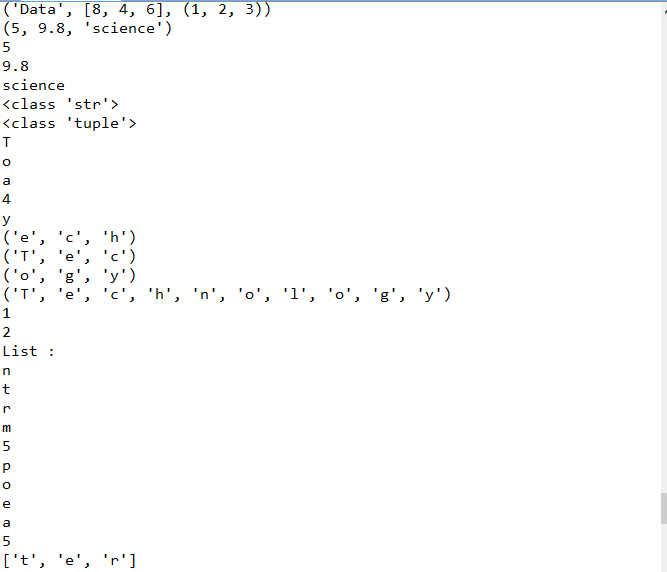 ('Data', [8, 4, 6], (1, 2, 3))
(5, 9.8, 'science')
5
9.8
science
<class 'str'>
<class 'tuple'>
T
o
a
4
y
('e', 'c', 'h')
('T', 'e', 'c')
('o', 'g', 'y')
('T', 'e', 'c', 'h', 'n', 'o', 'l', 'o', 'g', 'y')
1
2
List :
n
t
r
m
5
p
o
e
a
5
['t', 'e', 'r']